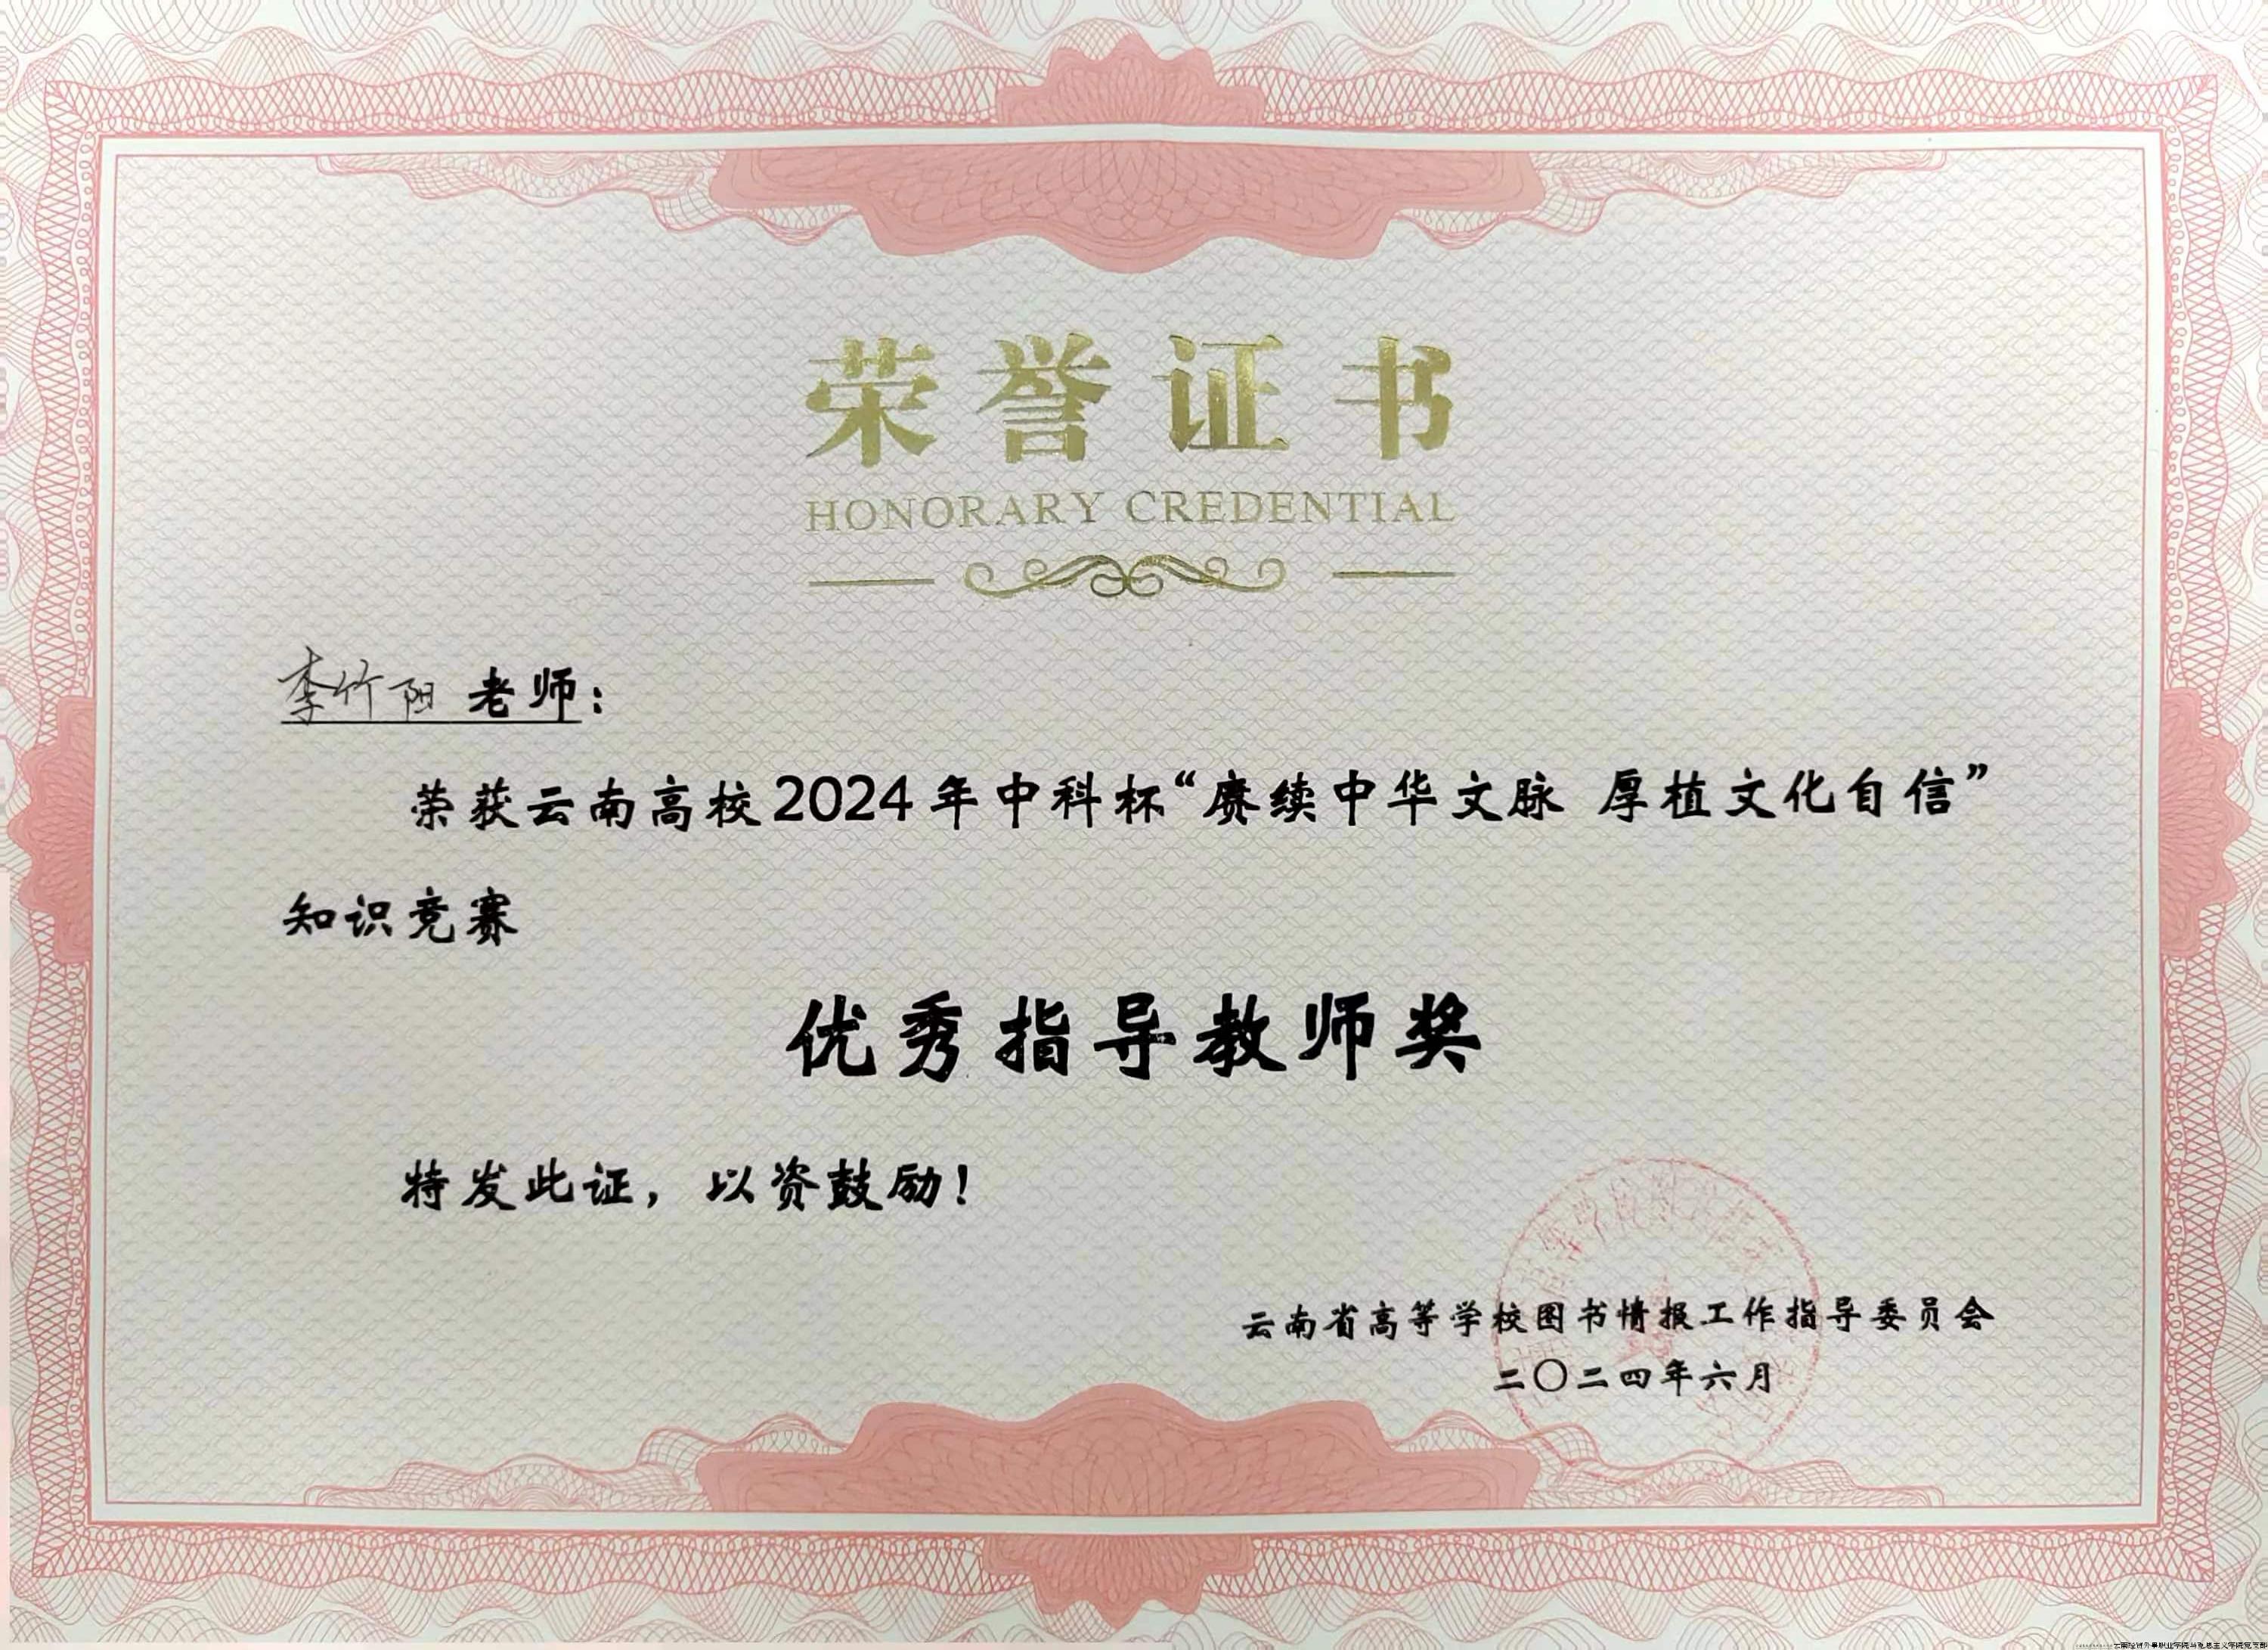 荣誉证书
HONORARY CREDENTIAL
李竹阳 老师：
荣获云南高校2024年中科杯“赓续中华文脉 厚植文化自信”
知识竞赛
优秀指导教师奖
特发此证，以资鼓励！
云南省高等学校图书情报工作指导委员会
二〇二四年六月